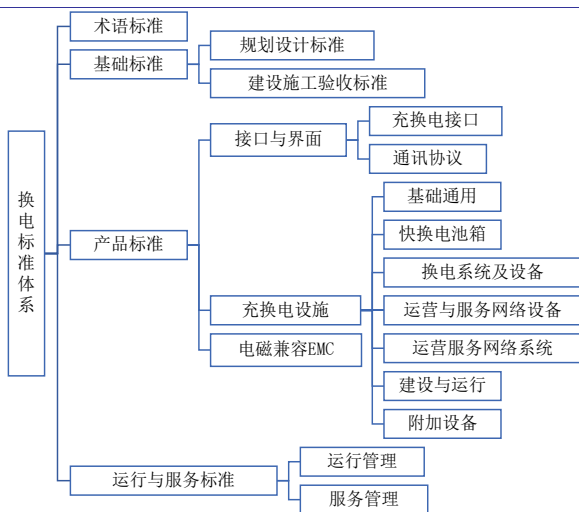 换电标准体系
术语标准
基础标准
规划设计标准
建设施工验收标准
产品标准
接口与界面
充换电接口
通讯协议
充换电设施
基础通用
快换电池箱
换电系统及设备
运营与服务网络设备
运营服务网络系统
建设与运行
附加设备
电磁兼容EMC
运行与服务标准
运行管理
服务管理